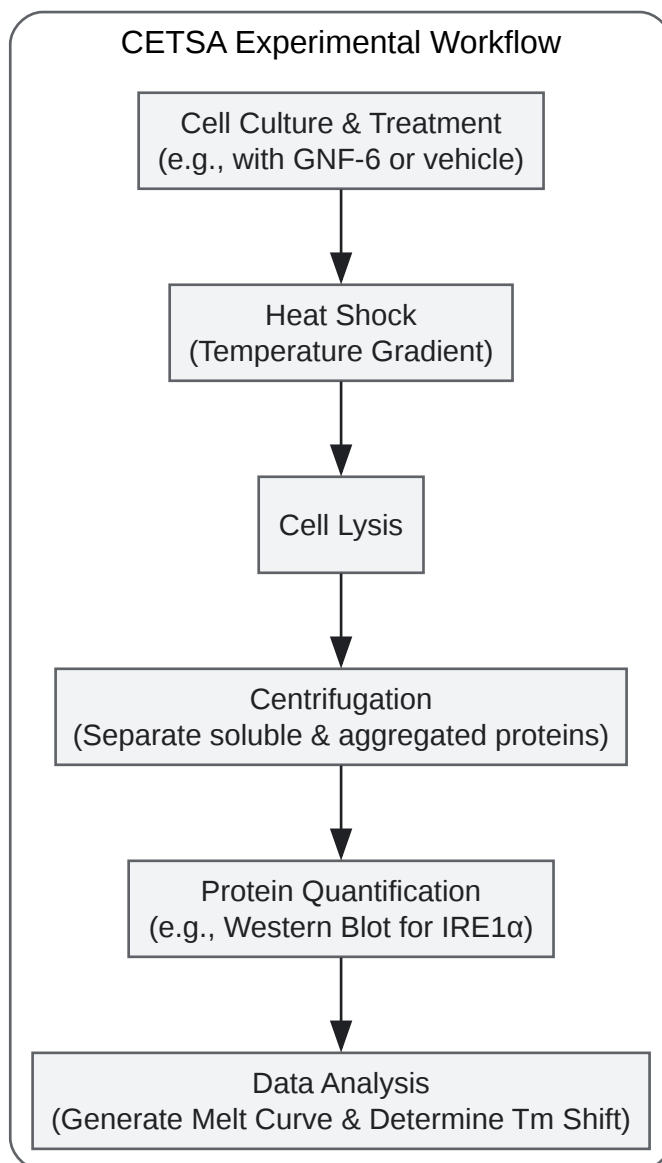 CETSA Experimental Workflow
Cell Culture & Treatment
(e.g., with GNF-6 or vehicle)
Heat Shock
(Temperature Gradient)
Cell Lysis
Centrifugation
(Separate soluble & aggregated proteins)
Protein Quantification
(e.g., Western Blot for IRE1α)
Data Analysis
(Generate Melt Curve & Determine Tm Shift)